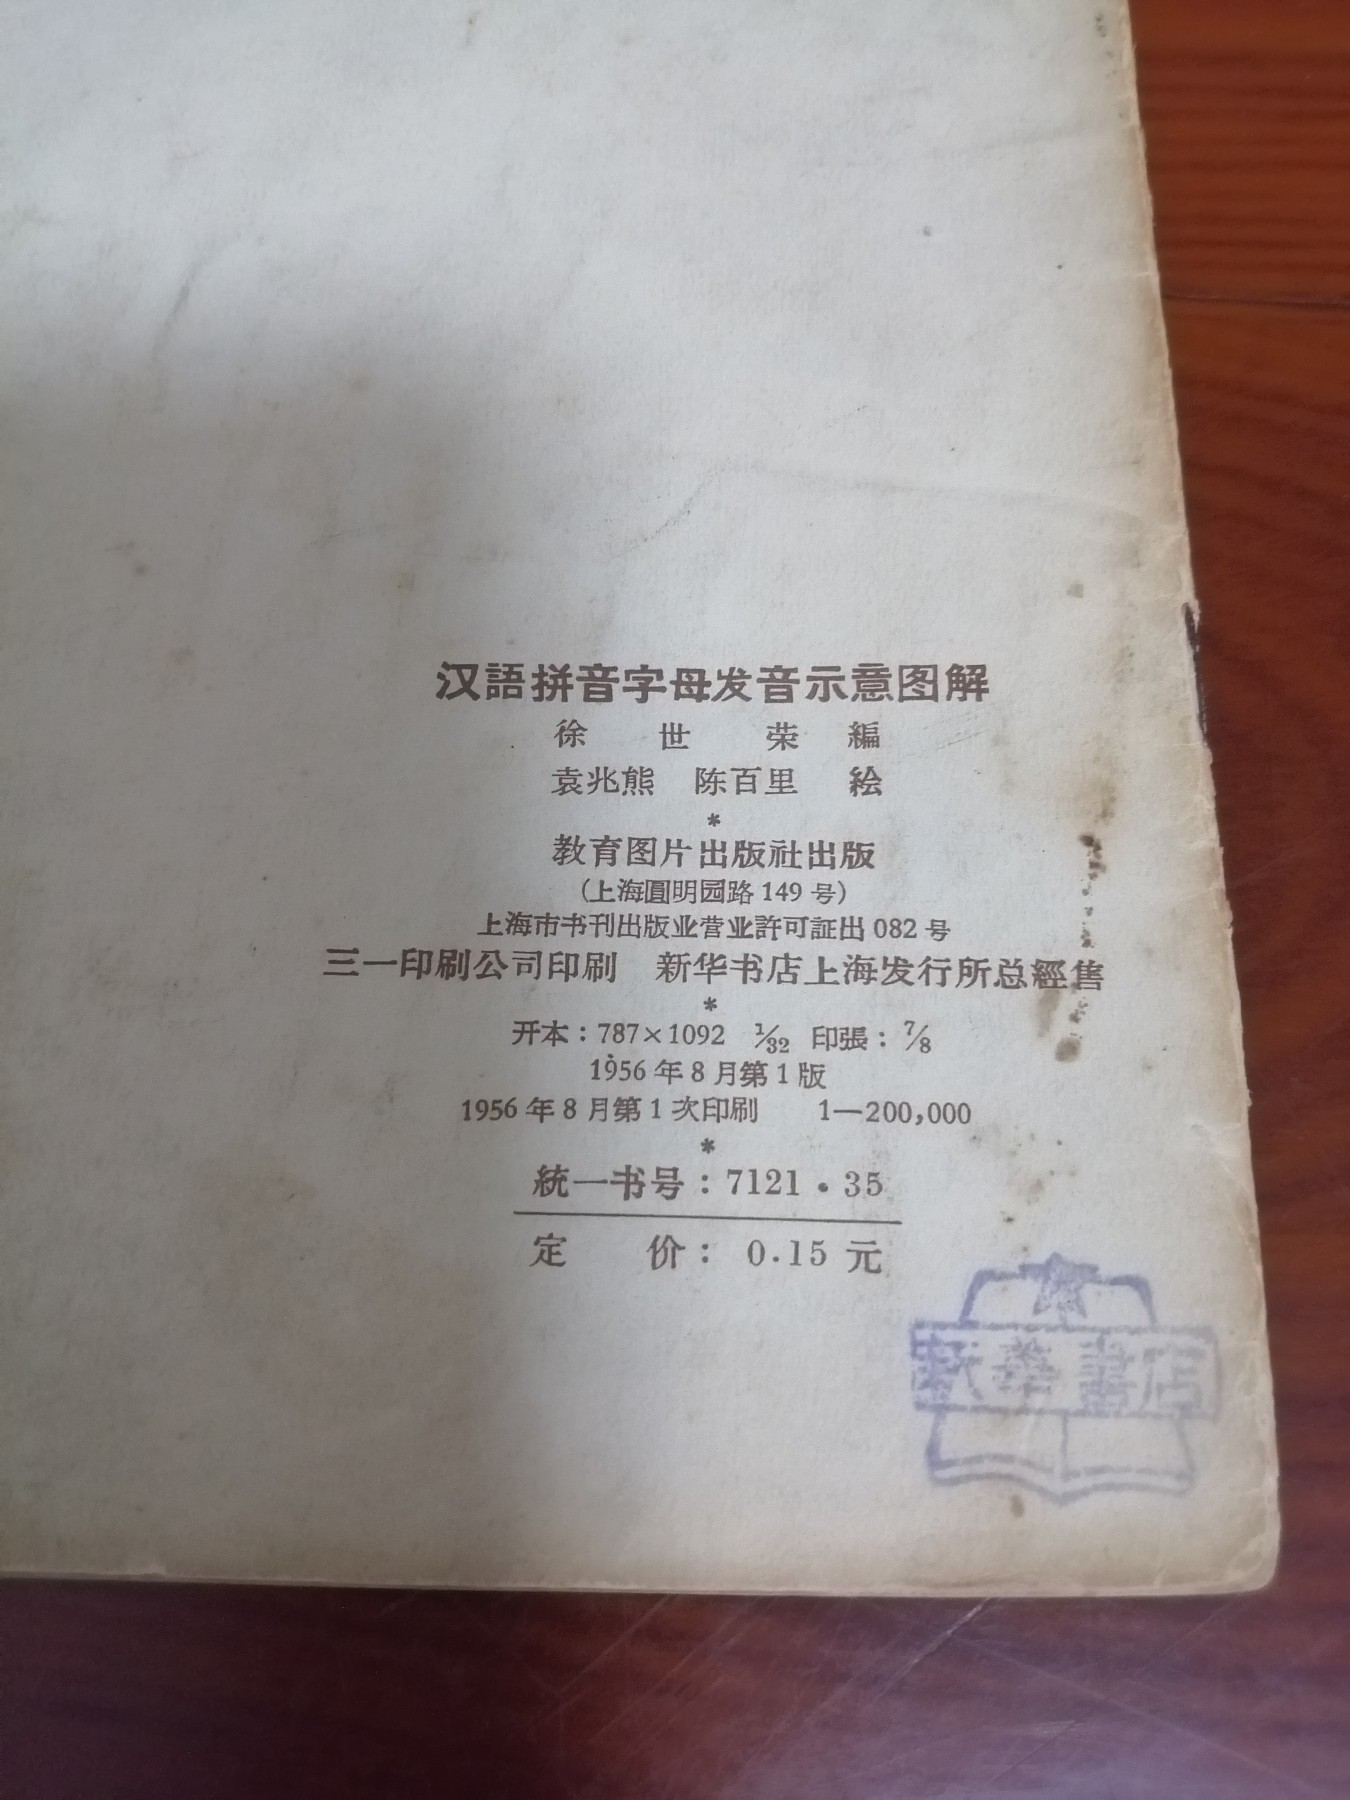 汉語拼音字母发音示意图解
徐世荣 編
袁兆熊 陈百里 绘
*
教育图片出版社出版
(上海圓明园路 149 号)
上海市书刊出版业营业許可証出 082 号
三一印刷公司印刷 新华书店上海发行所总經售
*
开本：787×1092 1/32 印張：7/8
1956 年 8 月第 1 版
1956 年 8 月第 1 次印刷 1—200,000
*
統一书号：7121·35
定 价： 0.15 元
新華書店